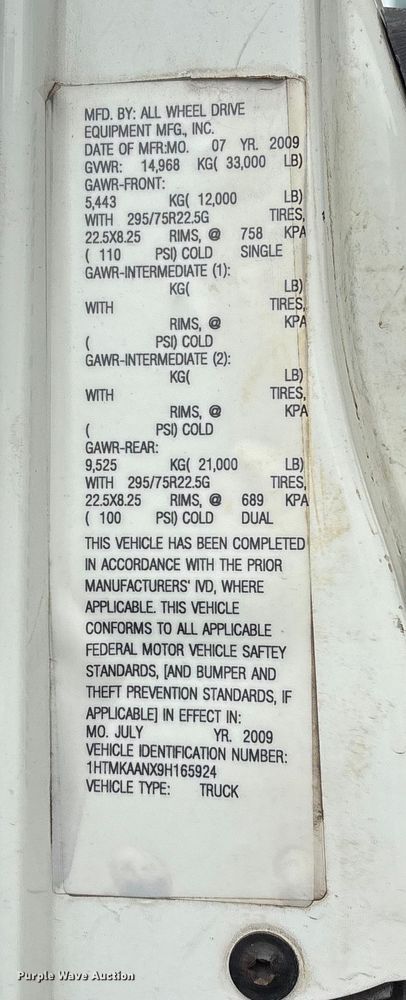 MFD. BY: ALL WHEEL DRIVE
EQUIPMENT MFG., INC.
DATE OF MFR:MO. 07 YR. 2009
GVWR: 14,968 KG( 33,000 LB)
GAWR-FRONT:
5,443 KG( 12,000 LB)
WITH 295/75R22.5G TIRES,
22.5X8.25 RIMS, @ 758 KPA
( 110 PSI) COLD SINGLE
GAWR-INTERMEDIATE (1):
KG( LB)
WITH TIRES,
RIMS, @ KPA
( PSI) COLD
GAWR-INTERMEDIATE (2):
KG( LB)
WITH TIRES,
RIMS, @ KPA
( PSI) COLD
GAWR-REAR:
9,525 KG( 21,000 LB)
WITH 295/75R22.5G TIRES,
22.5X8.25 RIMS, @ 689 KPA
( 100 PSI) COLD DUAL
THIS VEHICLE HAS BEEN COMPLETED
IN ACCORDANCE WITH THE PRIOR
MANUFACTURERS' IVD, WHERE
APPLICABLE. THIS VEHICLE
CONFORMS TO ALL APPLICABLE
FEDERAL MOTOR VEHICLE SAFTEY
STANDARDS, [AND BUMPER AND
THEFT PREVENTION STANDARDS, IF
APPLICABLE] IN EFFECT IN:
MO. JULY YR. 2009
VEHICLE IDENTIFICATION NUMBER:
1HTMKAANX9H165924
VEHICLE TYPE: TRUCK
Purple Wave Auction